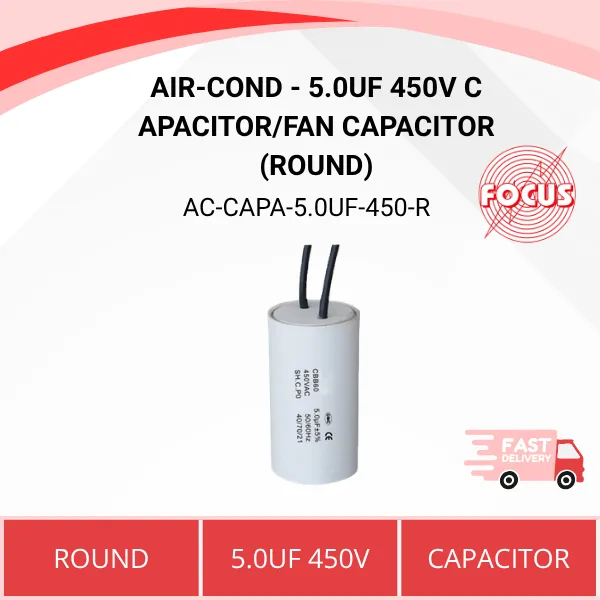 AIR-COND - 5.0UF 450V C
APACITOR/FAN CAPACITOR
(ROUND)
AC-CAPA-5.0UF-450-R
FOCUS
CBB60
450VAC
SH.C.P0
5.0μF±5%
50/60Hz
40/70/21
CE
FAST
DELIVERY
ROUND
5.0UF 450V
CAPACITOR